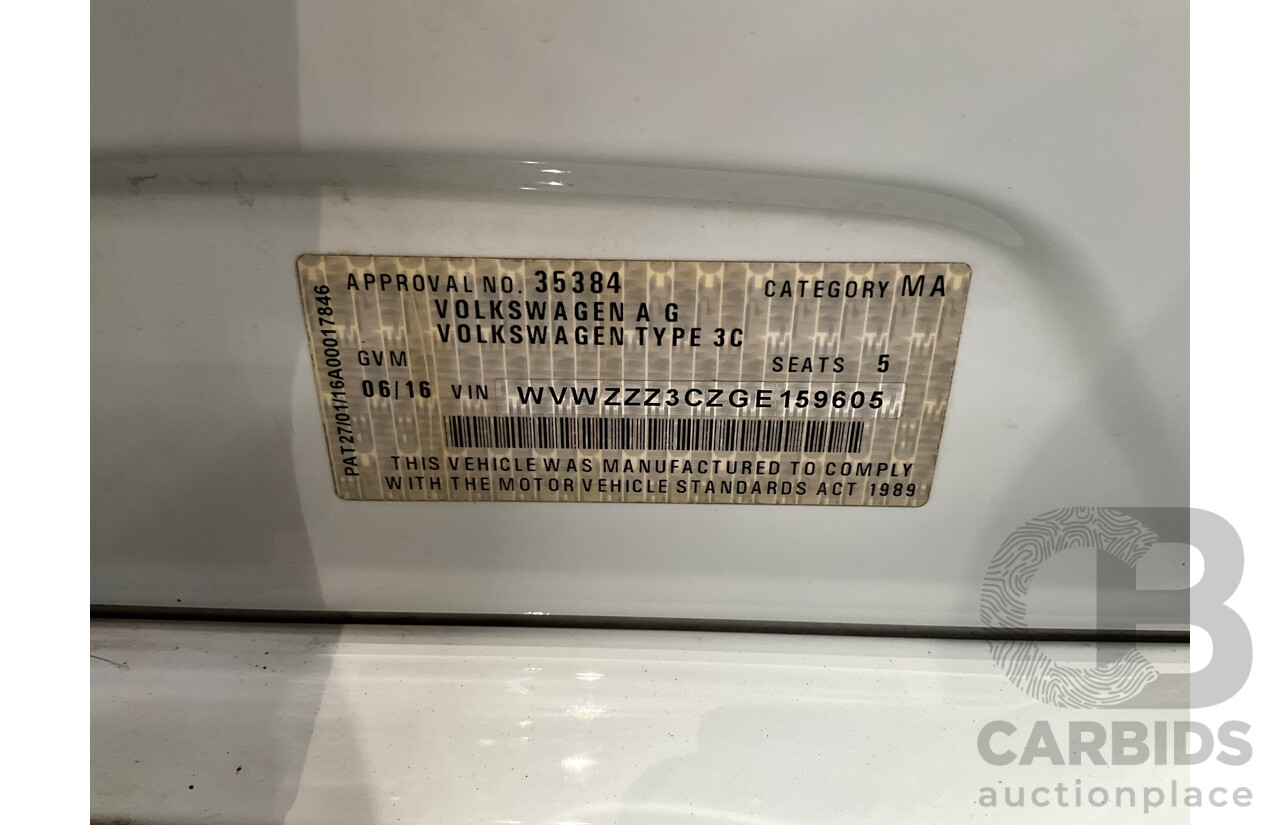 APPROVAL NO. 35384 CATEGORY MA
VOLKSWAGEN A G
VOLKSWAGEN TYPE 3C
GVM SEATS 5
06/16 VIN WVWZZZ3CZGE159605
THIS VEHICLE WAS MANUFACTURED TO COMPLY
WITH THE MOTOR VEHICLE STANDARDS ACT 1989
PAT27/01/16A00017846
CB
CARBIDS
auctionplace